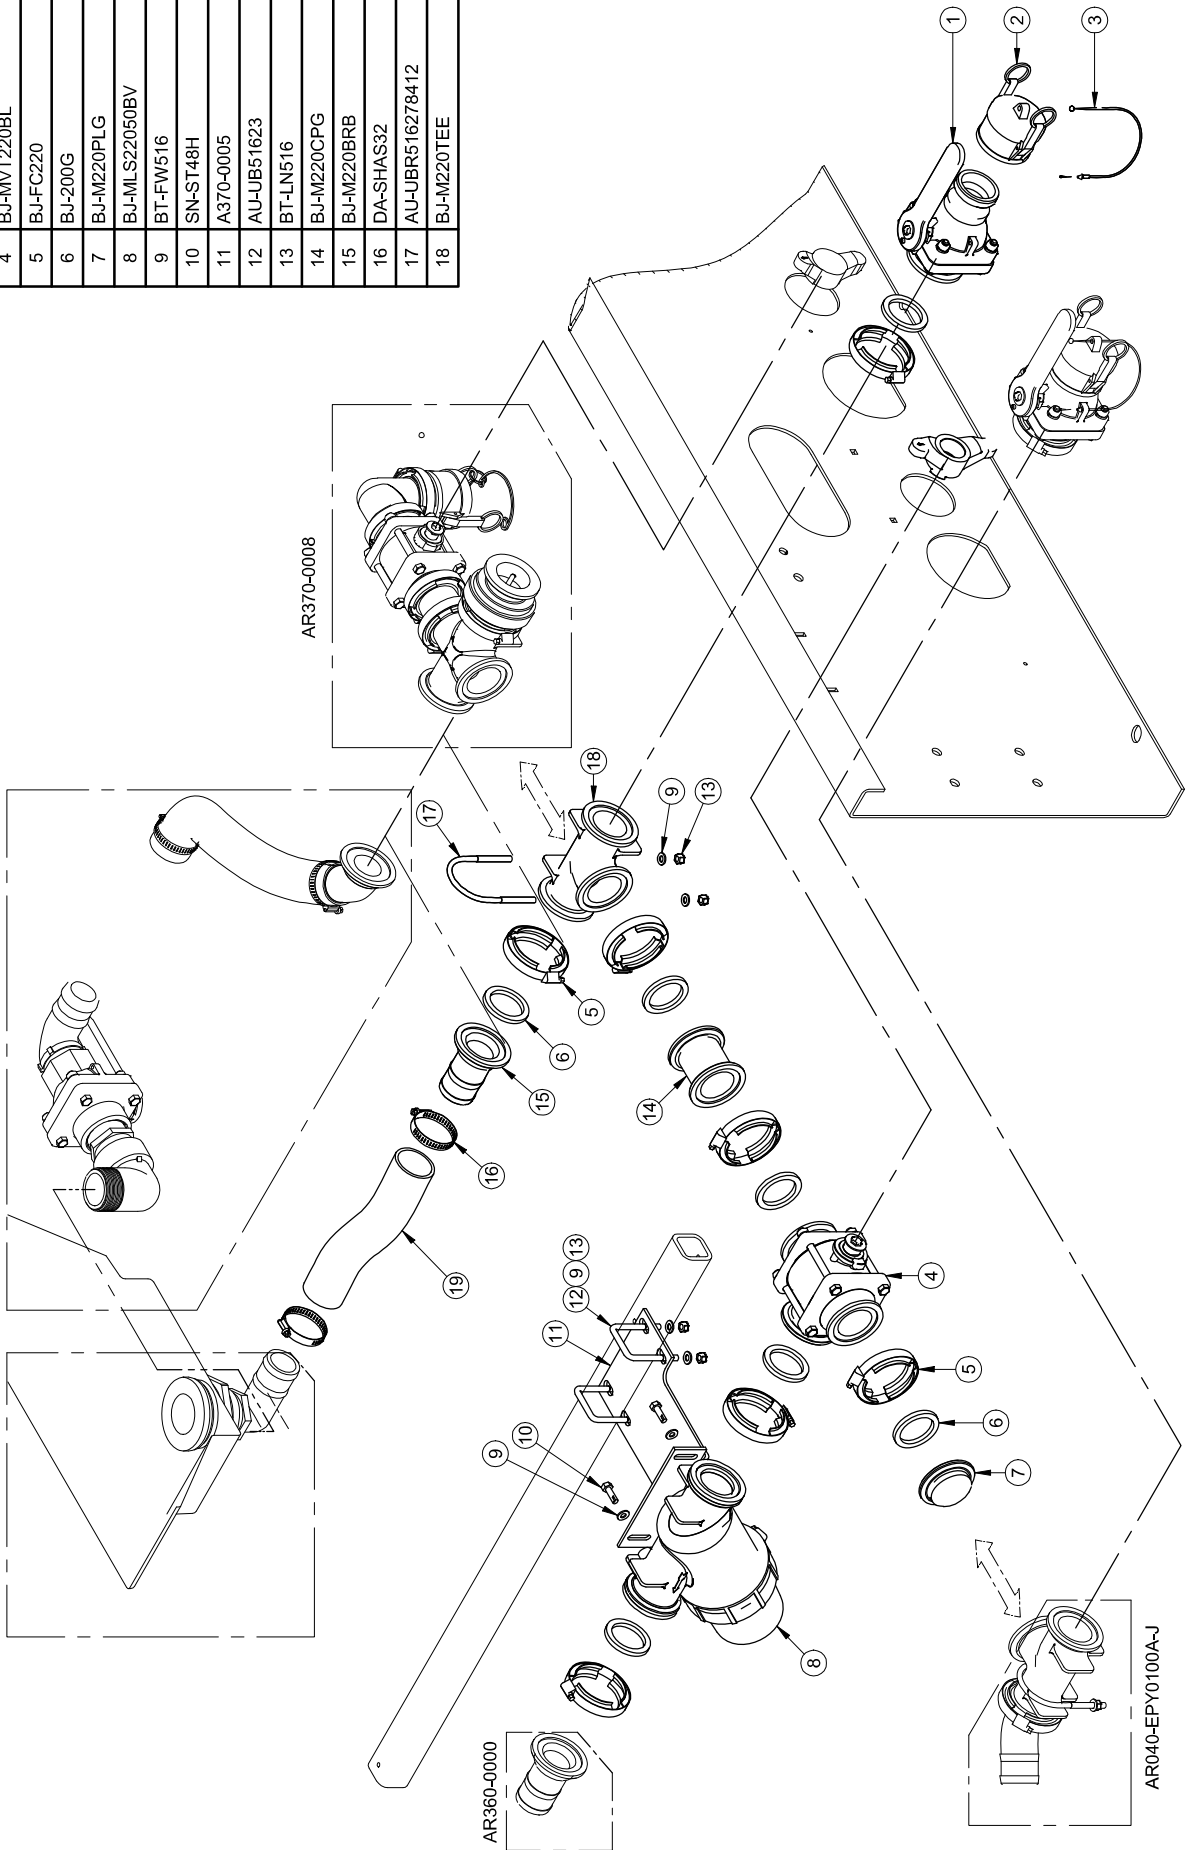 4 BJ-MVT220BL
5 BJ-FC220
6 BJ-200G
7 BJ-M220PLG
8 BJ-MLS22050BV
9 BT-FW516
10 SN-ST48H
11 A370-0005
12 AU-UB51623
13 BT-LN516
14 BJ-M220CPG
15 BJ-M220BRB
16 DA-SHAS32
17 AU-UBR516278412
18 BJ-M220TEE
AR370-0008
AR360-0000
AR040-EPY0100A-J
1
2
3
17
18
9
13
5
6
15
14
16
19
12
9
13
11
10
9
4
5
6
7
8